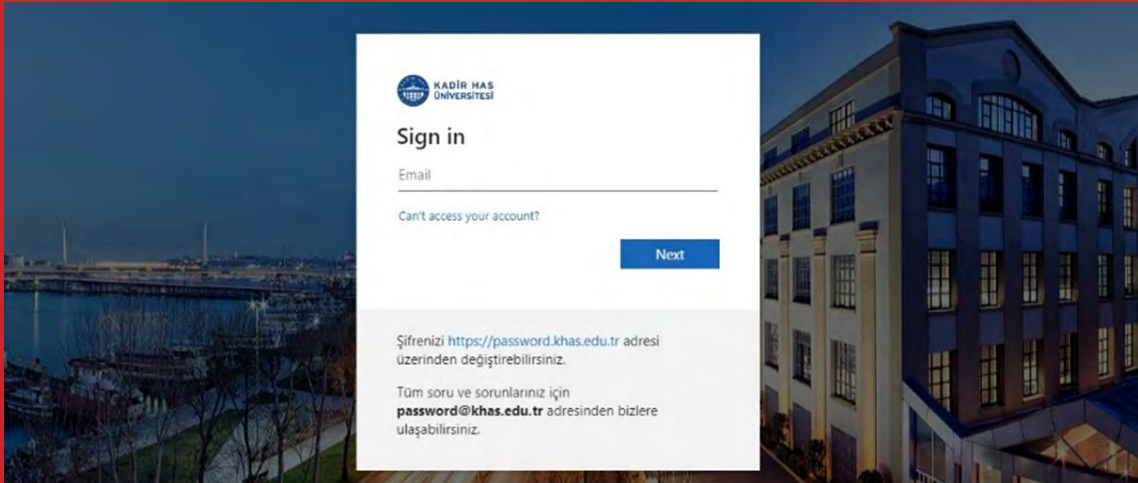 KADİR HAS
ÜNİVERSİTESİ
Sign in
Email
Can't access your account?
Next
Şifrenizi https://password.khas.edu.tr adresi
üzerinden değiştirebilirsiniz.
Tüm soru ve sorunlarınız için
password@khas.edu.tr adresinden bizlere
ulaşabilirsiniz.